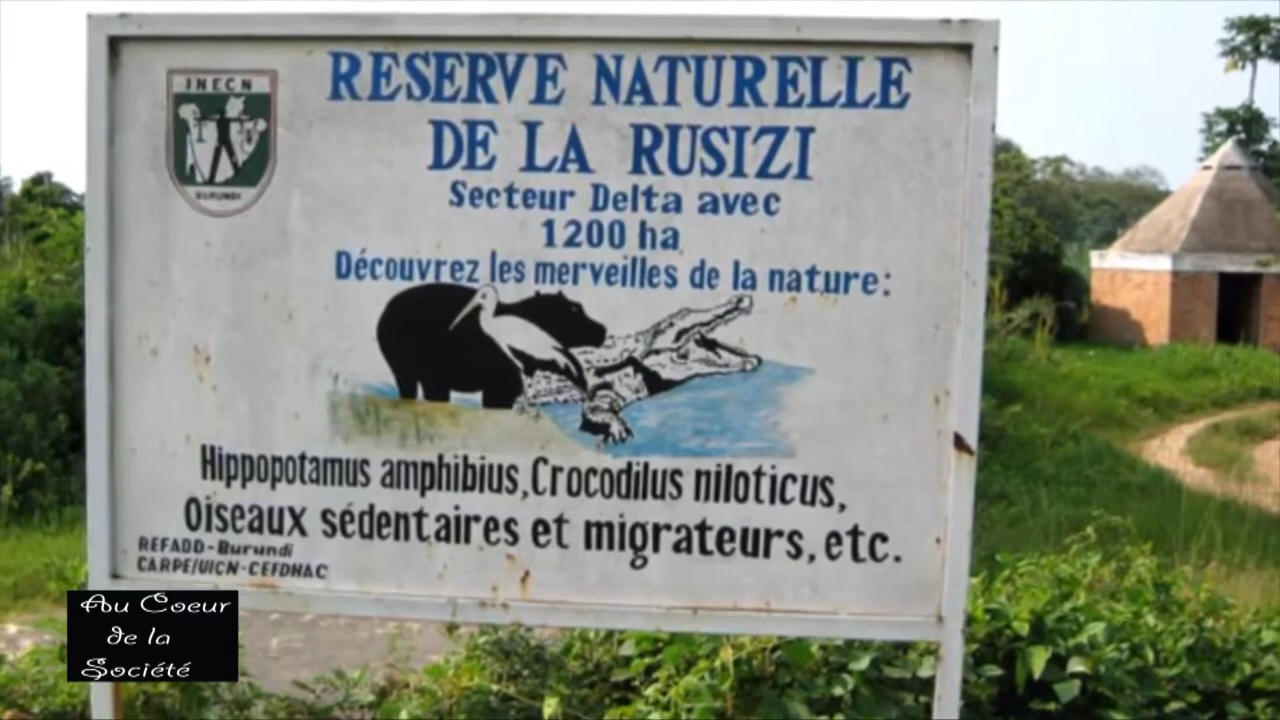 INECN
BURUNDI
RESERVE NATURELLE
DE LA RUSIZI
Secteur Delta avec
1200 ha
Découvrez les merveilles de la nature:
Hippopotamus amphibius, Crocodilus niloticus,
Oiseaux sédentaires et migrateurs, etc.
REFADD-Burundi
CARPE/UICN-CEFDHAC
Au Coeur
de la
Société